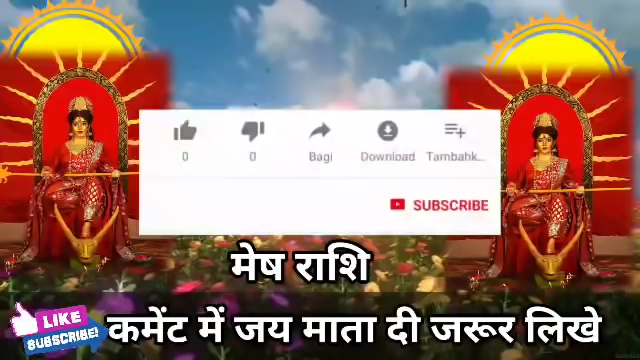 0 0 Bagi Download Tambahk...
SUBSCRIBE
मेष राशि
LIKE
SUBSCRIBE!
कमेंट में जय माता दी जरूर लिखे